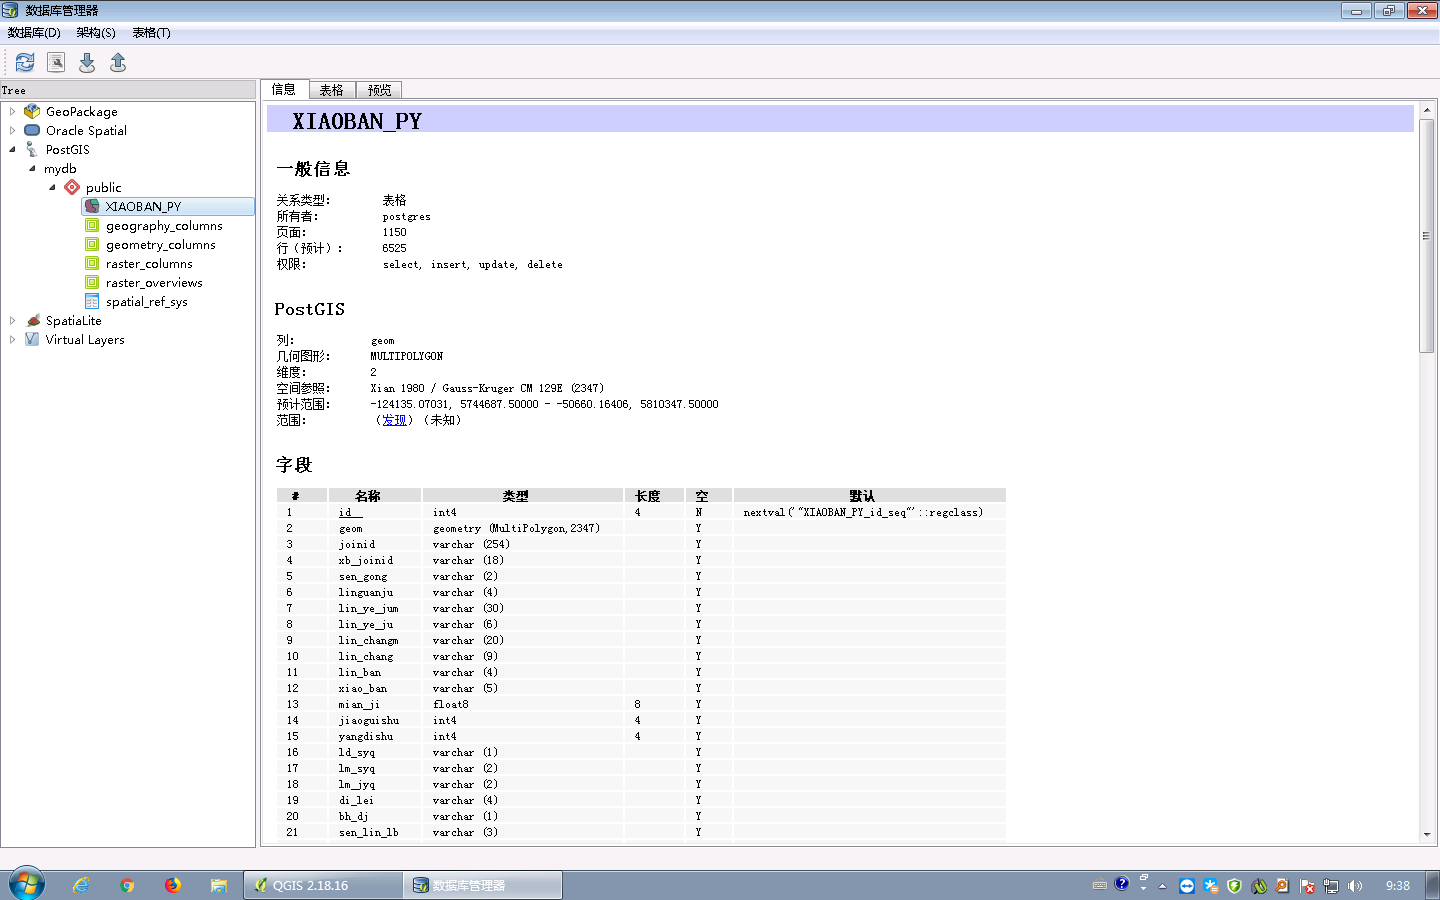 数据库管理器
数据库(D) 架构(S) 表格(T)
Tree
GeoPackage
Oracle Spatial
PostGIS
mydb
public
XIAOBAN_PY
geography_columns
geometry_columns
raster_columns
raster_overviews
spatial_ref_sys
SpatiaLite
Virtual Layers
信息 表格 预览
XIAOBAN_PY
一般信息
关系类型： 表格
所有者： postgres
页面： 1150
行（预计）： 6525
权限： select, insert, update, delete
PostGIS
列： geom
几何图形： MULTIPOLYGON
维度： 2
空间参照： Xian 1980 / Gauss-Kruger CM 129E (2347)
预计范围： -124135.07031, 5744687.50000 - -50660.16406, 5810347.50000
范围： （发现）（未知）
字段
# 名称 类型 长度 空 默认
1 id__ int4 4 N nextval('"XIAOBAN_PY_id_seq"'::regclass)
2 geom geometry (MultiPolygon,2347) Y
3 joinid varchar (254) Y
4 xb_joinid varchar (18) Y
5 sen_gong varchar (2) Y
6 linguanju varchar (4) Y
7 lin_ye_jum varchar (30) Y
8 lin_ye_ju varchar (6) Y
9 lin_changm varchar (20) Y
10 lin_chang varchar (9) Y
11 lin_ban varchar (4) Y
12 xiao_ban varchar (5) Y
13 mian_ji float8 8 Y
14 jiaoguishu int4 4 Y
15 yangdishu int4 4 Y
16 ld_syq varchar (1) Y
17 lm_syq varchar (2) Y
18 lm_jyq varchar (2) Y
19 di_lei varchar (4) Y
20 bh_dj varchar (1) Y
21 sen_lin_lb varchar (3) Y
QGIS 2.18.16 数据库管理器 9:38